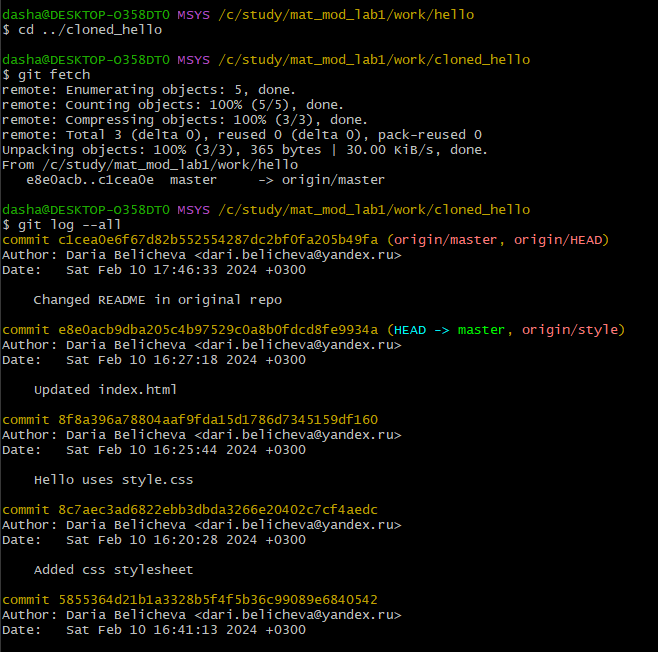 dasha@DESKTOP-O358DT0 MSYS /c/study/mat_mod_lab1/work/hello
$ cd ../cloned_hello
dasha@DESKTOP-O358DT0 MSYS /c/study/mat_mod_lab1/work/cloned_hello
$ git fetch
remote: Enumerating objects: 5, done.
remote: Counting objects: 100% (5/5), done.
remote: Compressing objects: 100% (3/3), done.
remote: Total 3 (delta 0), reused 0 (delta 0), pack-reused 0
Unpacking objects: 100% (3/3), 365 bytes | 30.00 KiB/s, done.
From /c/study/mat_mod_lab1/work/hello
   e8e0acb..c1cea0e  master     -> origin/master
dasha@DESKTOP-O358DT0 MSYS /c/study/mat_mod_lab1/work/cloned_hello
$ git log --all
commit c1cea0e6f67d82b552554287dc2bf0fa205b49fa (origin/master, origin/HEAD)
Author: Daria Belicheva <dari.belicheva@yandex.ru>
Date:   Sat Feb 10 17:46:33 2024 +0300
    Changed README in original repo
commit e8e0acb9dba205c4b97529c0a8b0fdcd8fe9934a (HEAD -> master, origin/style)
Author: Daria Belicheva <dari.belicheva@yandex.ru>
Date:   Sat Feb 10 16:27:18 2024 +0300
    Updated index.html
commit 8f8a396a78804aaf9fda15d1786d7345159df160
Author: Daria Belicheva <dari.belicheva@yandex.ru>
Date:   Sat Feb 10 16:25:44 2024 +0300
    Hello uses style.css
commit 8c7aec3ad6822ebb3dbda3266e20402c7cf4aedc
Author: Daria Belicheva <dari.belicheva@yandex.ru>
Date:   Sat Feb 10 16:20:28 2024 +0300
    Added css stylesheet
commit 5855364d21b1a3328b5f4f5b36c99089e6840542
Author: Daria Belicheva <dari.belicheva@yandex.ru>
Date:   Sat Feb 10 16:41:13 2024 +0300